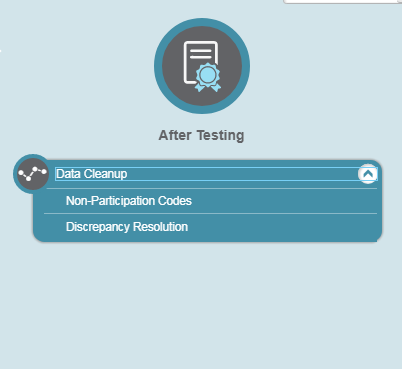 After Testing
Data Cleanup
Non-Participation Codes
Discrepancy Resolution